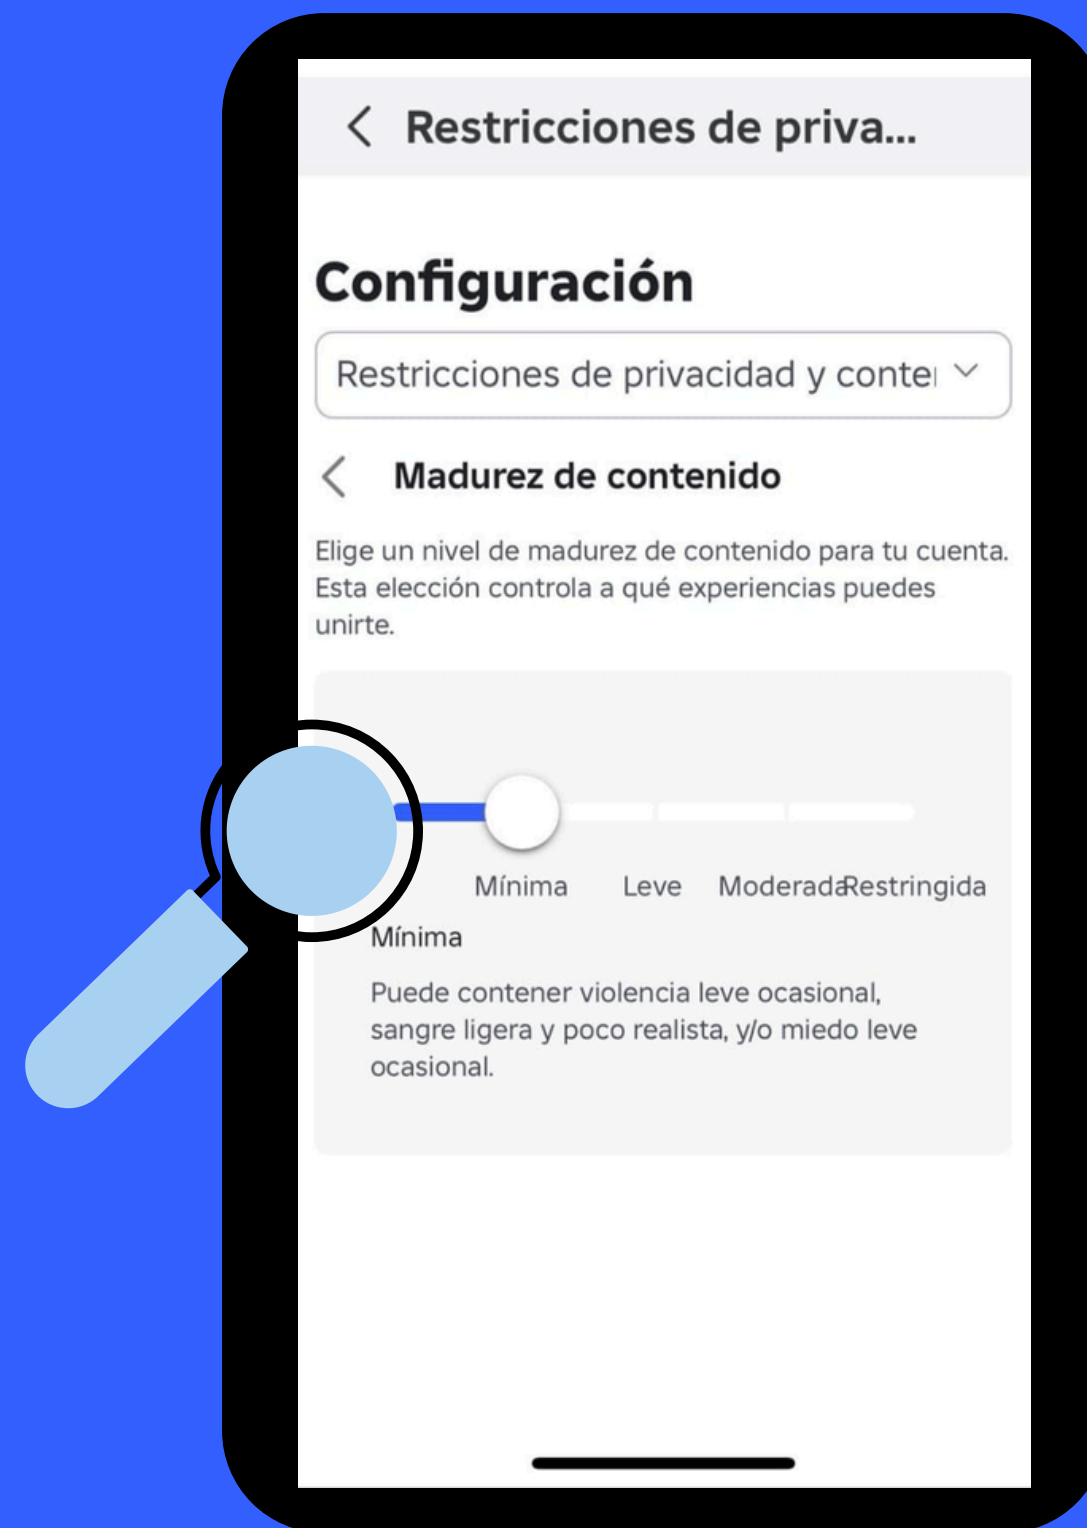 Restricciones de priva...
Configuración
Restricciones de privacidad y conte
Madurez de contenido
Elige un nivel de madurez de contenido para tu cuenta.
Esta elección controla a qué experiencias puedes
unirte.
Mínima Leve Moderada Restringida
Mínima
Puede contener violencia leve ocasional,
sangre ligera y poco realista, y/o miedo leve
ocasional.